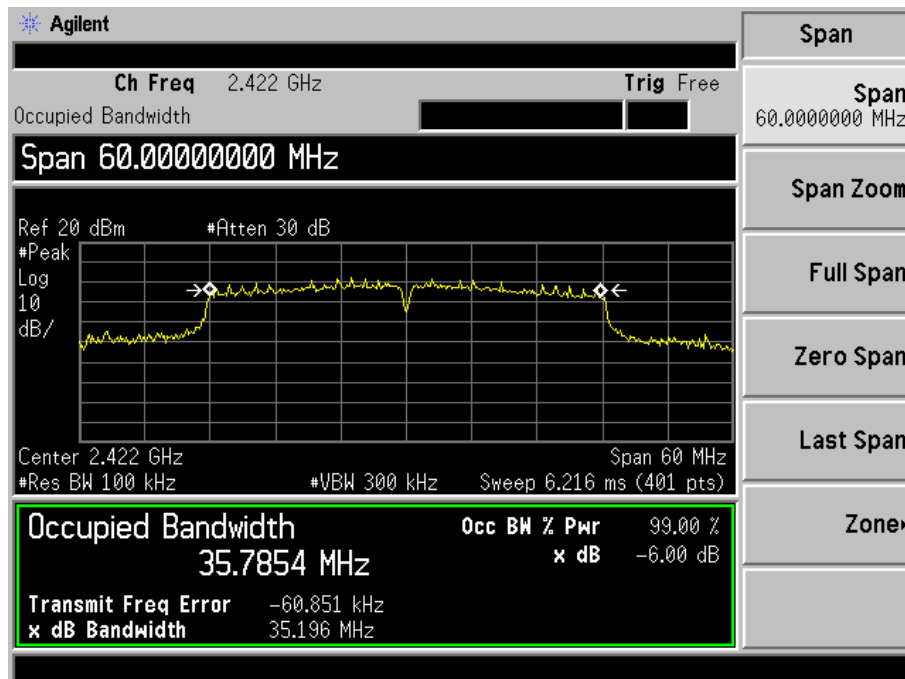 Agilent
Span
Ch Freq 2.422 GHz Trig Free
Occupied Bandwidth
Span
60.0000000 MHz
Span 60.00000000 MHz
Span Zoom
Ref 20 dBm #Atten 30 dB
#Peak
Log
10
dB/
Full Span
Zero Span
Last Span
Center 2.422 GHz Span 60 MHz
#Res BW 100 kHz #VBW 300 kHz Sweep 6.216 ms (401 pts)
Occupied Bandwidth
35.7854 MHz
Occ BW % Pwr 99.00 %
x dB -6.00 dB
Zone
Transmit Freq Error -60.851 kHz
x dB Bandwidth 35.196 MHz